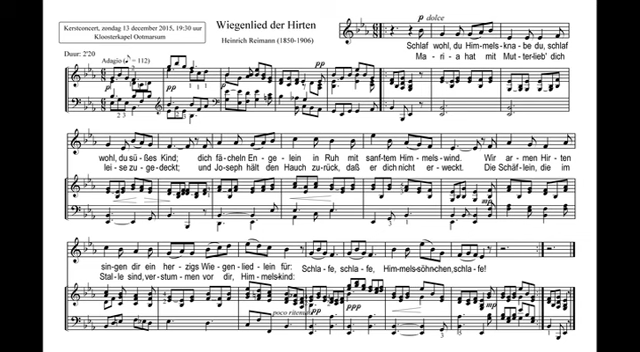 Kerstconcert, zondag 13 december 2015, 19:30 uur
Kloosterkapel Ootmarsum
Wiegenlied der Hirten
Heinrich Reimann (1850-1906)
Duur: 2'20
Adagio (♪ = 112)
p dolce
Schlaf wohl, du Him-mels-kna-be du, schlaf
Ma-ri-a hat mit Mut-ter-lieb' dich
p
p
wohl, du sü-ßes Kind; dich fä-cheln En-ge-lein in Ruh mit sanf-tem Him-mels-wind. Wir ar-men Hir-ten
lei-se zu-ge-deckt; und Jo-seph hält den Hauch zu-rück, daß er dich nicht er-weckt. Die Schäf-lein, die im
mp
sin-gen dir ein her-zigs Wie-gen-lied-lein für: Schla-fe, schla-fe, Him-mels-söhn-chen, schla-fe!
Stal-le sind, ver-stum-men vor dir, Him-mels-kind:
pp
ppp
poco ritenu